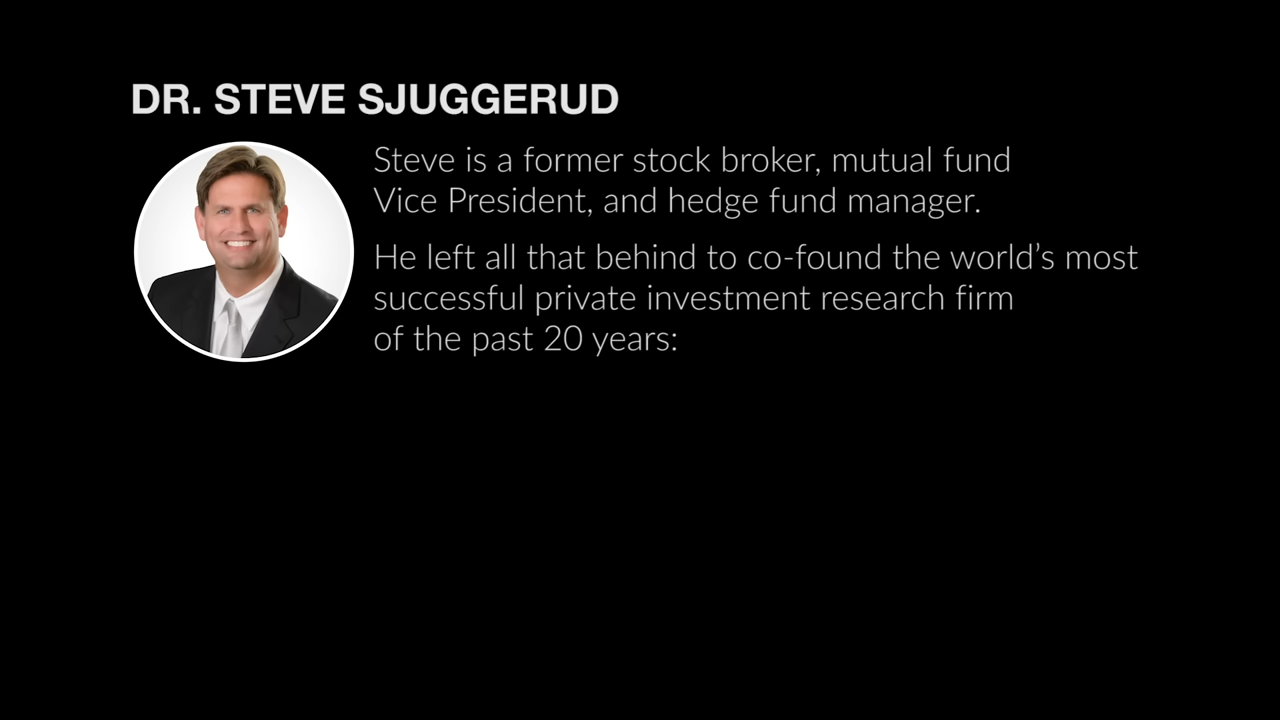 DR. STEVE SJUGGERUD
Steve is a former stock broker, mutual fund
Vice President, and hedge fund manager.
He left all that behind to co-found the world’s most
successful private investment research firm
of the past 20 years: